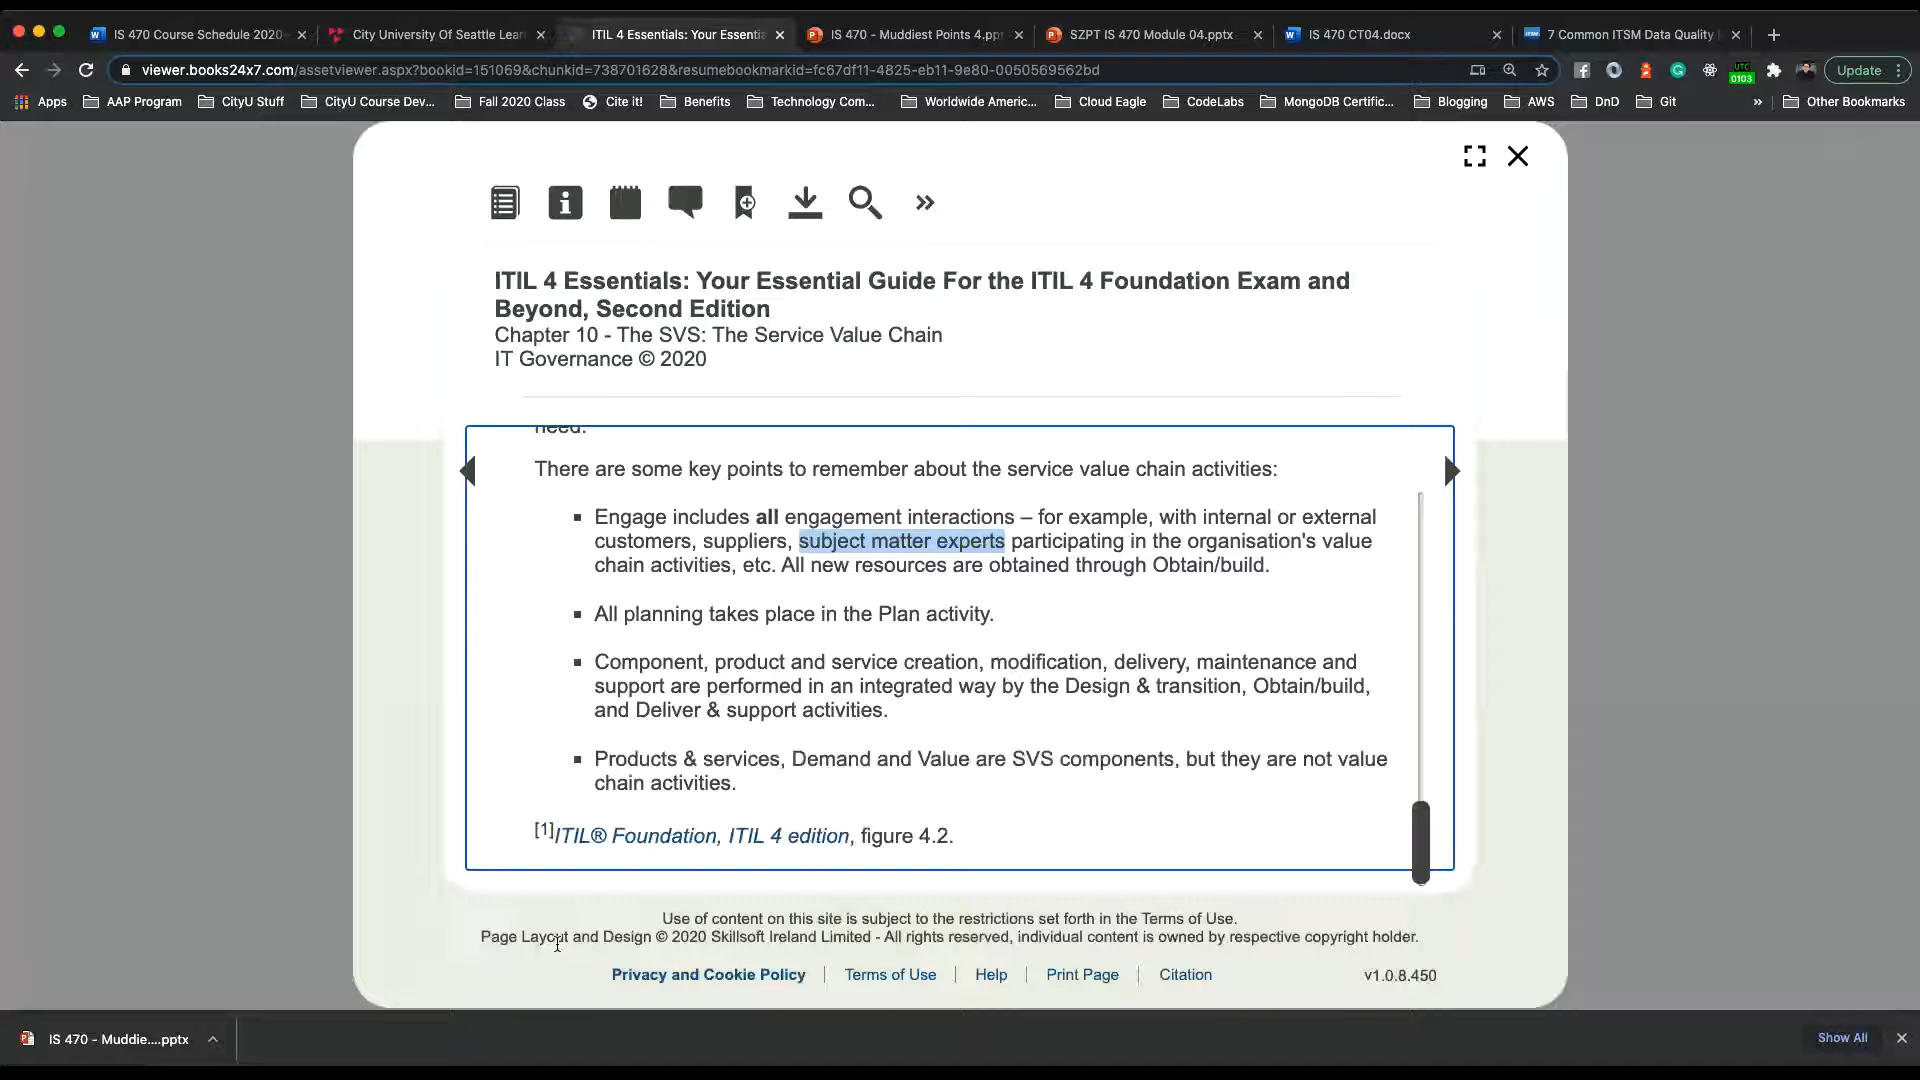 IS 470 Course Schedule 2020
City University Of Seattle Lear
ITIL 4 Essentials: Your Essentia
IS 470 - Muddiest Points 4.pp
SZPT IS 470 Module 04.pptx
IS 470 CT04.docx
7 Common ITSM Data Quality
viewer.books24x7.com/assetviewer.aspx?bookid=151069&chunkid=738701628&resumebookmarkid=fc67df11-4825-eb11-9e80-0050569562bd
UTC
0103
Update
Apps
AAP Program
CityU Stuff
CityU Course Dev...
Fall 2020 Class
Cite it!
Benefits
Technology Com...
Worldwide Americ...
Cloud Eagle
CodeLabs
MongoDB Certific...
Blogging
AWS
DnD
Git
»
Other Bookmarks
ITIL 4 Essentials: Your Essential Guide For the ITIL 4 Foundation Exam and
Beyond, Second Edition
Chapter 10 - The SVS: The Service Value Chain
IT Governance © 2020
need.
There are some key points to remember about the service value chain activities:
▪ Engage includes all engagement interactions – for example, with internal or external
customers, suppliers, subject matter experts participating in the organisation's value
chain activities, etc. All new resources are obtained through Obtain/build.
▪ All planning takes place in the Plan activity.
▪ Component, product and service creation, modification, delivery, maintenance and
support are performed in an integrated way by the Design & transition, Obtain/build,
and Deliver & support activities.
▪ Products & services, Demand and Value are SVS components, but they are not value
chain activities.
[1]ITIL® Foundation, ITIL 4 edition, figure 4.2.
Use of content on this site is subject to the restrictions set forth in the Terms of Use.
Page Layout and Design © 2020 Skillsoft Ireland Limited - All rights reserved, individual content is owned by respective copyright holder.
Privacy and Cookie Policy | Terms of Use | Help | Print Page | Citation
v1.0.8.450
IS 470 - Muddie....pptx
Show All